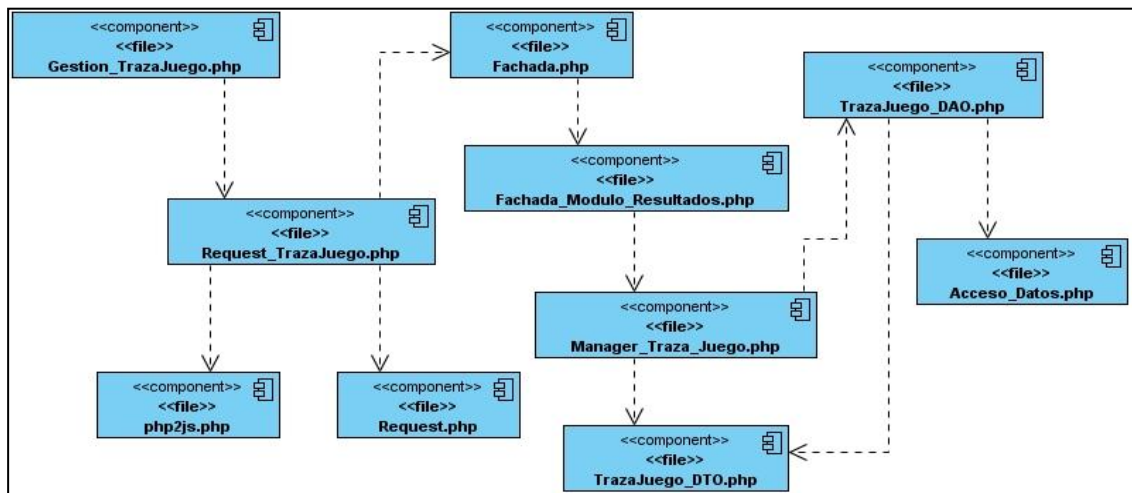 <<component>>
<<file>>
Gestion_TrazaJuego.php
<<component>>
<<file>>
Fachada.php
<<component>>
<<file>>
TrazaJuego_DAO.php
<<component>>
<<file>>
Fachada_Modulo_Resultados.php
<<component>>
<<file>>
Request_TrazaJuego.php
<<component>>
<<file>>
Acceso_Datos.php
<<component>>
<<file>>
Manager_Traza_Juego.php
<<component>>
<<file>>
php2js.php
<<component>>
<<file>>
Request.php
<<component>>
<<file>>
TrazaJuego_DTO.php